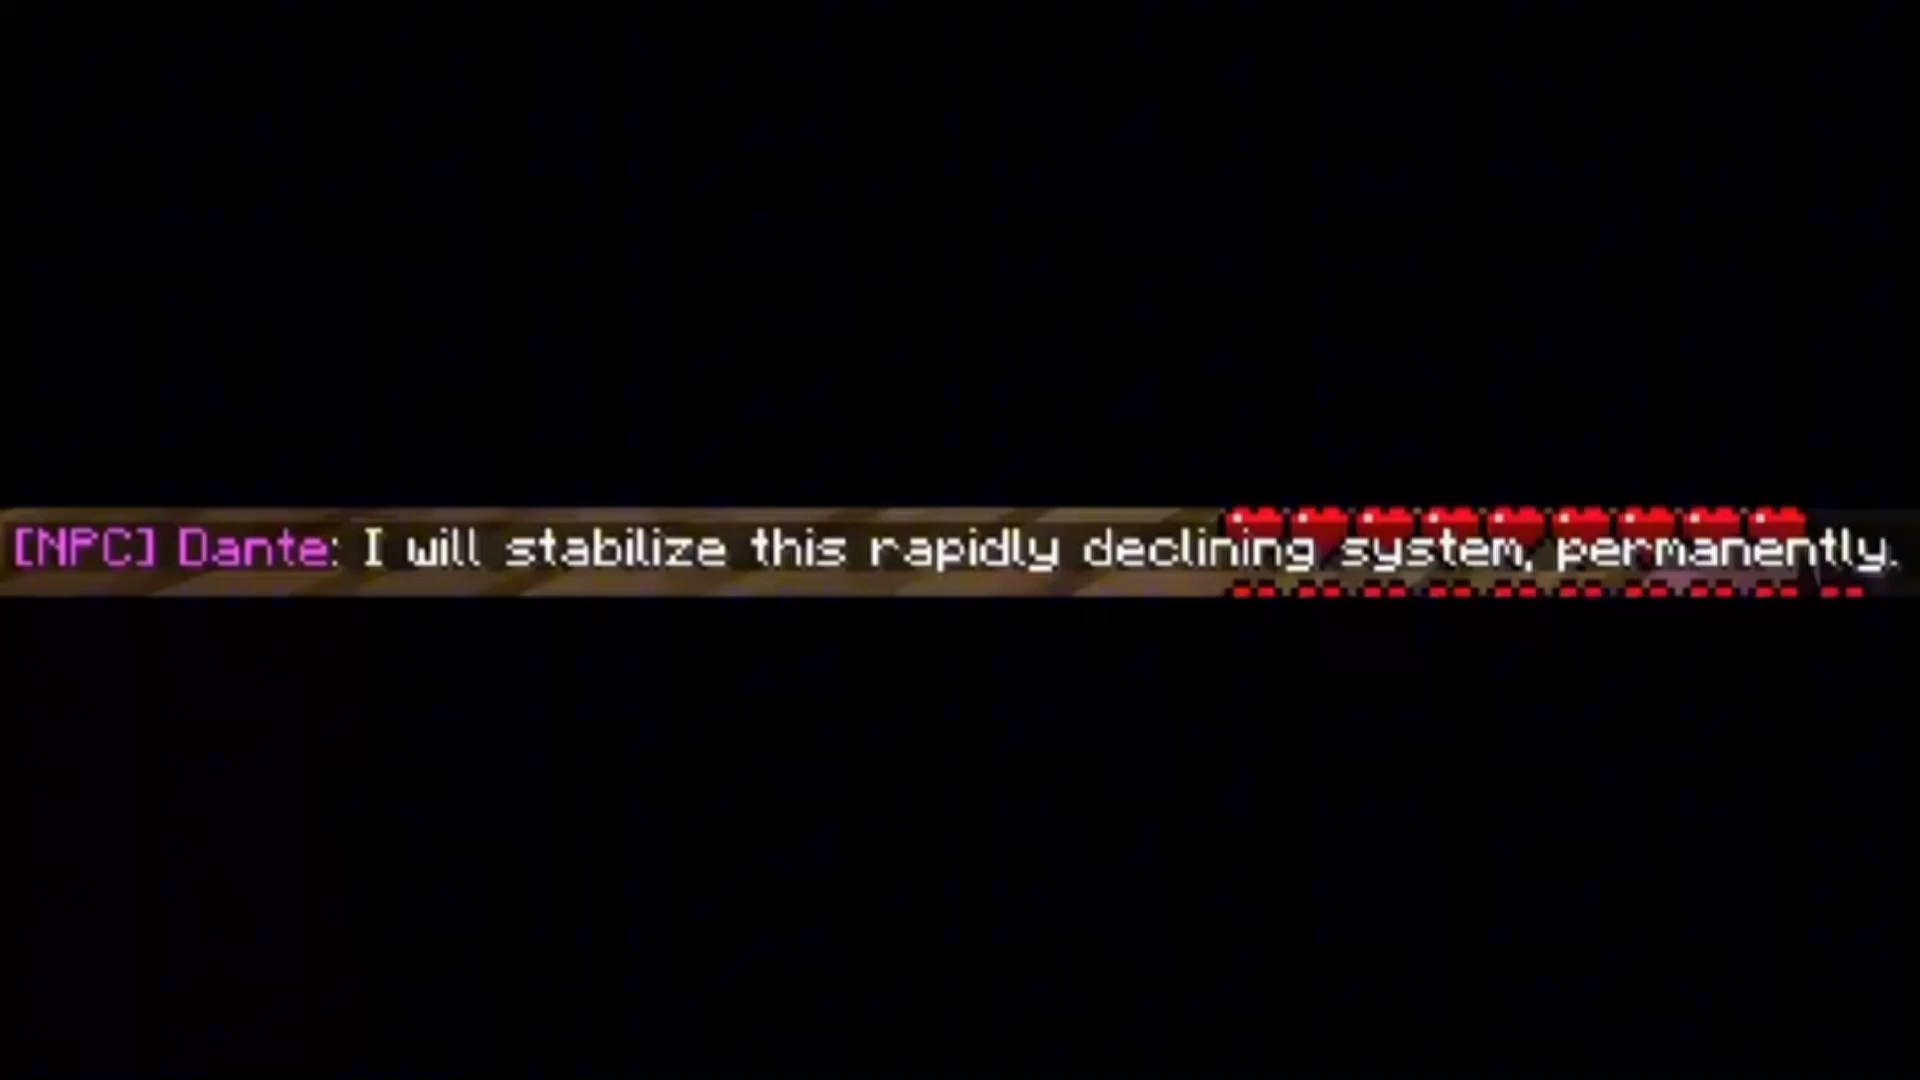 [NPC] Dante: I will stabilize this rapidly declining system, permanently.